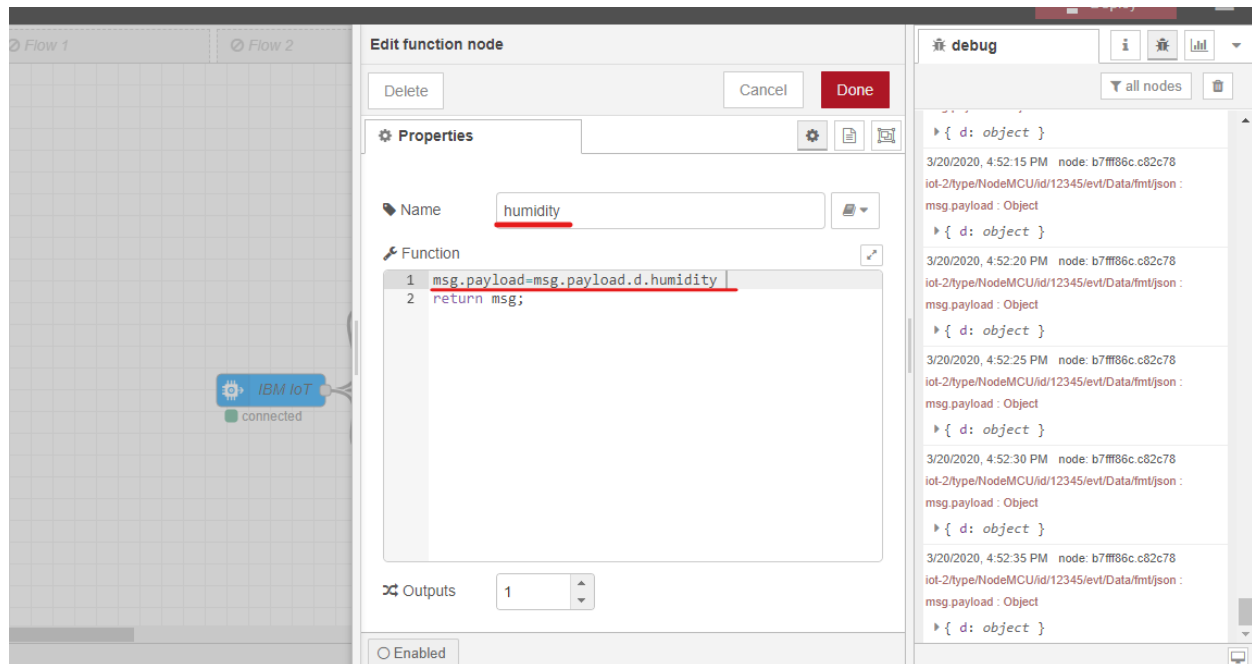 Deploy
Flow 1
Flow 2
Edit function node
Delete
Cancel
Done
Properties
Name
humidity
Function
1 msg.payload=msg.payload.d.humidity
2 return msg;
Outputs
1
Enabled
IBM IoT
connected
debug
i
all nodes
{ d: object }
3/20/2020, 4:52:15 PM node: b7fff86c.c82c78
iot-2/type/NodeMCU/id/12345/evt/Data/fmt/json :
msg.payload : Object
{ d: object }
3/20/2020, 4:52:20 PM node: b7fff86c.c82c78
iot-2/type/NodeMCU/id/12345/evt/Data/fmt/json :
msg.payload : Object
{ d: object }
3/20/2020, 4:52:25 PM node: b7fff86c.c82c78
iot-2/type/NodeMCU/id/12345/evt/Data/fmt/json :
msg.payload : Object
{ d: object }
3/20/2020, 4:52:30 PM node: b7fff86c.c82c78
iot-2/type/NodeMCU/id/12345/evt/Data/fmt/json :
msg.payload : Object
{ d: object }
3/20/2020, 4:52:35 PM node: b7fff86c.c82c78
iot-2/type/NodeMCU/id/12345/evt/Data/fmt/json :
msg.payload : Object
{ d: object }